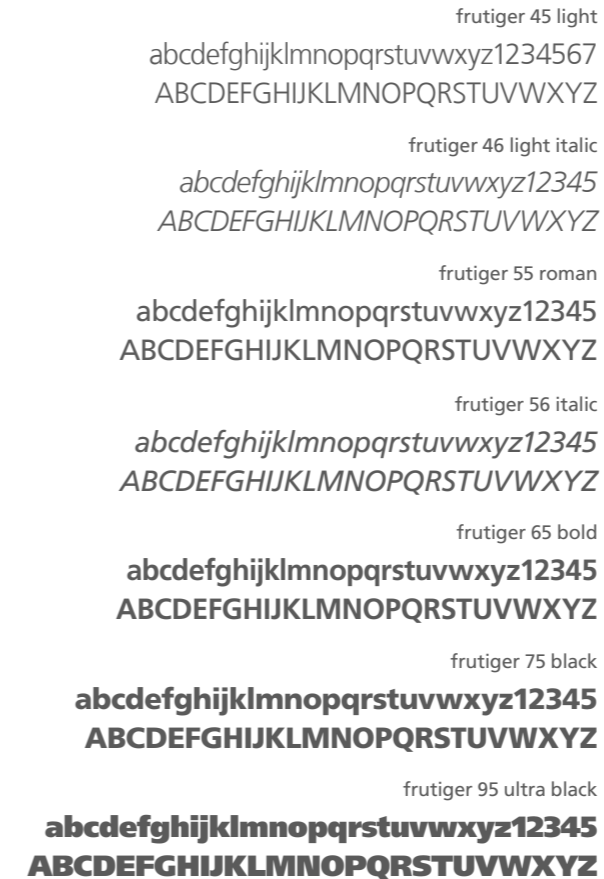 frutiger 45 light
abcdefghijklmnopqrstuvwxyz1234567
ABCDEFGHIJKLMNOPQRSTUVWXYZ
frutiger 46 light italic
abcdefghijklmnopqrstuvwxyz12345
ABCDEFGHIJKLMNOPQRSTUVWXYZ
frutiger 55 roman
abcdefghijklmnopqrstuvwxyz12345
ABCDEFGHIJKLMNOPQRSTUVWXYZ
frutiger 56 italic
abcdefghijklmnopqrstuvwxyz12345
ABCDEFGHIJKLMNOPQRSTUVWXYZ
frutiger 65 bold
abcdefghijklmnopqrstuvwxyz12345
ABCDEFGHIJKLMNOPQRSTUVWXYZ
frutiger 75 black
abcdefghijklmnopqrstuvwxyz12345
ABCDEFGHIJKLMNOPQRSTUVWXYZ
frutiger 95 ultra black
abcdefghijklmnopqrstuvwxyz12345
ABCDEFGHIJKLMNOPQRSTUVWXYZ